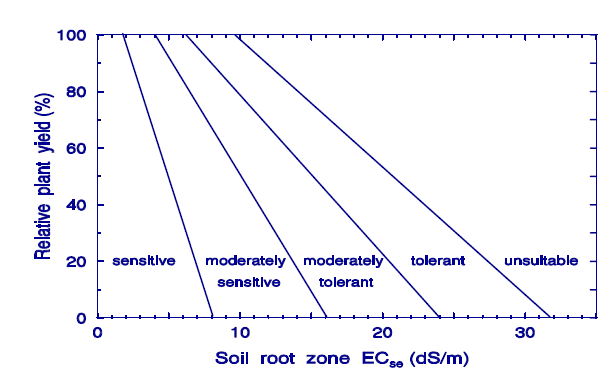 100
80
60
40
20
0
Relative plant yield (%)
sensitive
moderately
sensitive
moderately
tolerant
tolerant
unsuitable
0
10
20
30
Soil root zone ECse (dS/m)